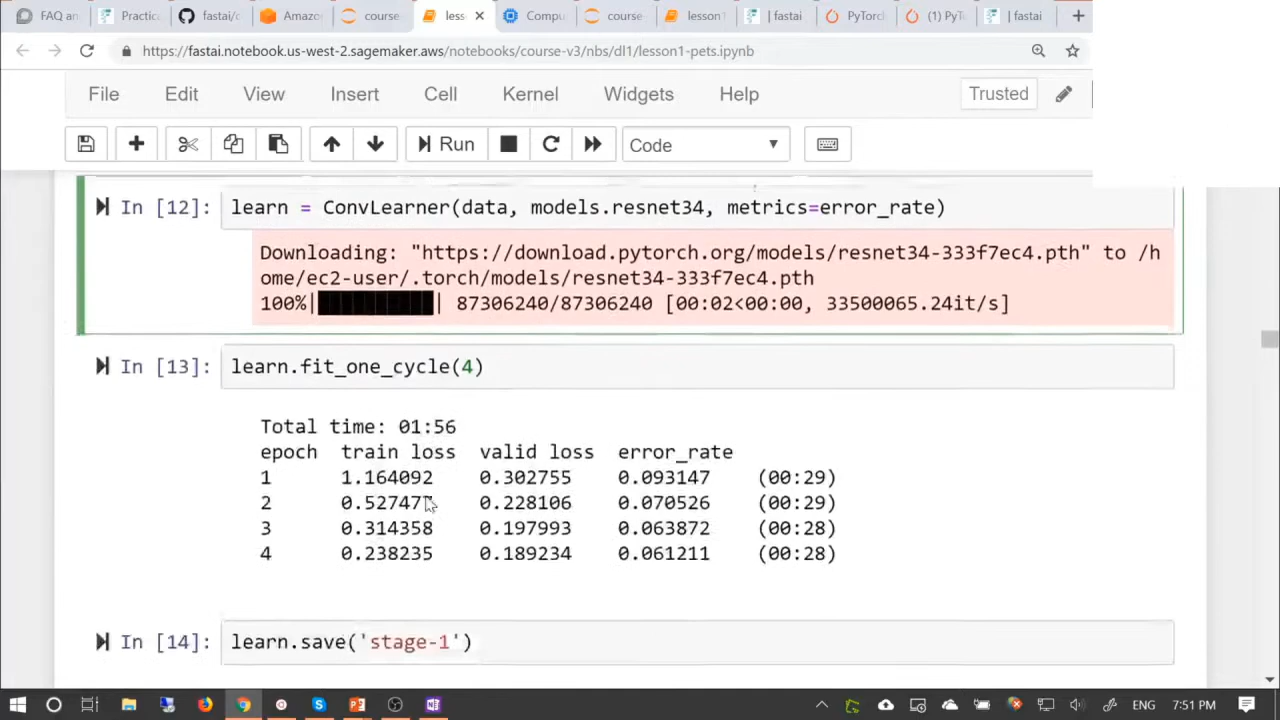 FAQ an
Practic
fastai/c
Amazo
course
less
Compu
course
lesson1
| fastai
PyTorch
(1) PyT
| fastai
https://fastai.notebook.us-west-2.sagemaker.aws/notebooks/course-v3/nbs/dl1/lesson1-pets.ipynb
File Edit View Insert Cell Kernel Widgets Help Trusted
Run Code
In [12]: learn = ConvLearner(data, models.resnet34, metrics=error_rate)
Downloading: "https://download.pytorch.org/models/resnet34-333f7ec4.pth" to /h
ome/ec2-user/.torch/models/resnet34-333f7ec4.pth
100%|██████████| 87306240/87306240 [00:02<00:00, 33500065.24it/s]
In [13]: learn.fit_one_cycle(4)
Total time: 01:56
epoch train loss valid loss error_rate
1 1.164092 0.302755 0.093147 (00:29)
2 0.527477 0.228106 0.070526 (00:29)
3 0.314358 0.197993 0.063872 (00:28)
4 0.238235 0.189234 0.061211 (00:28)
In [14]: learn.save('stage-1')
ENG 7:51 PM